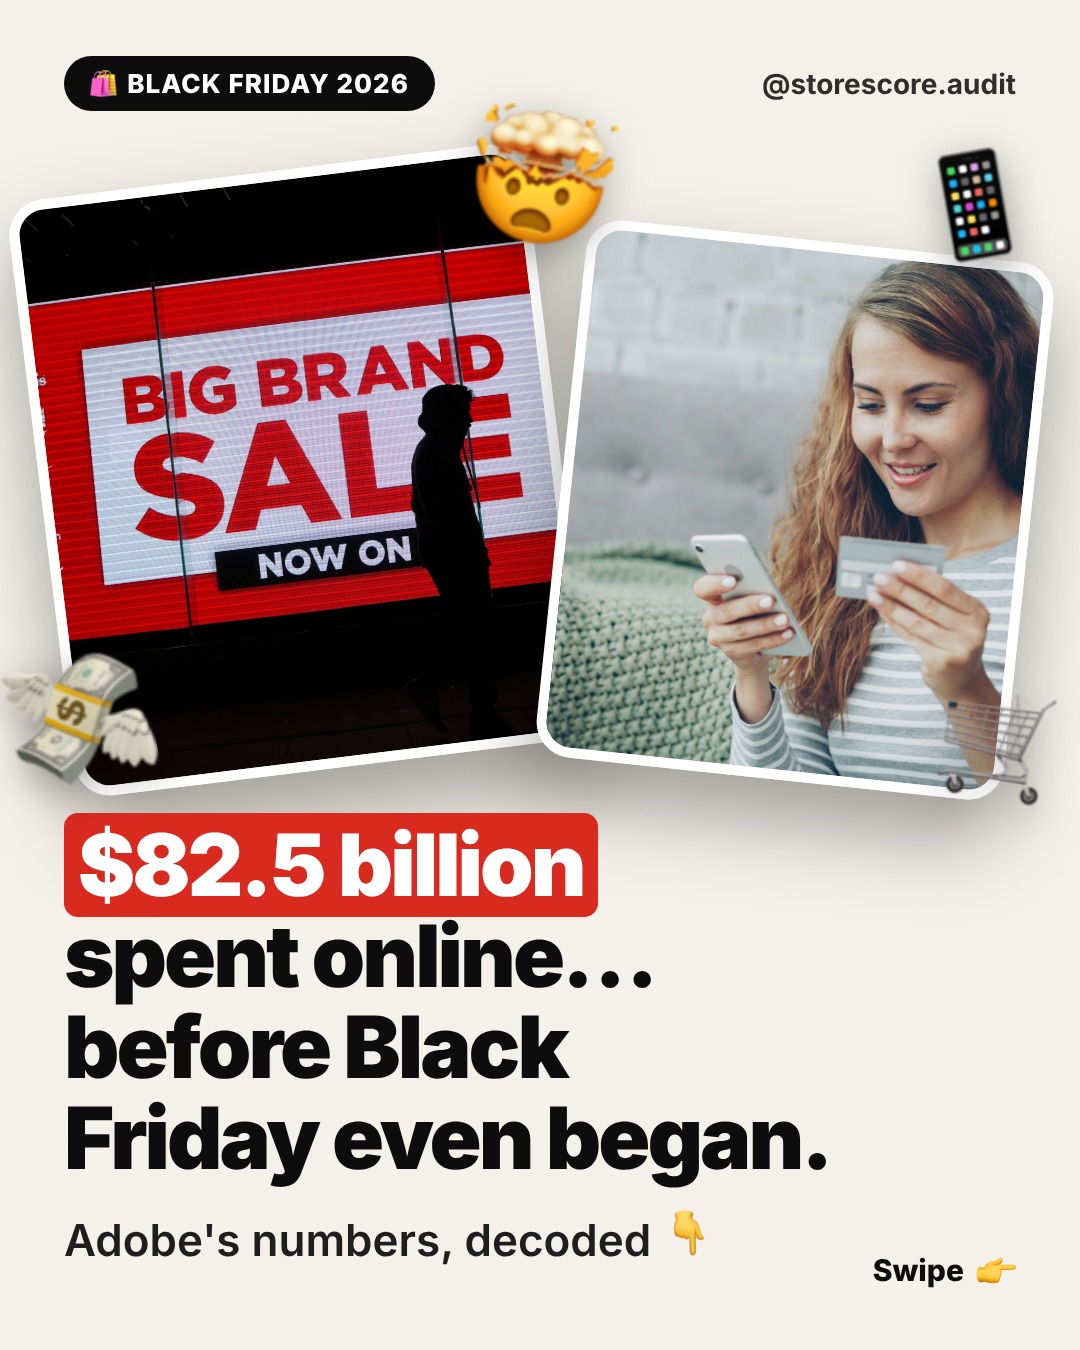 BLACK FRIDAY 2026
@storescore.audit
BIG BRAND
SALE
NOW ON
$82.5 billion
spent online...
before Black
Friday even began.
Adobe's numbers, decoded
Swipe